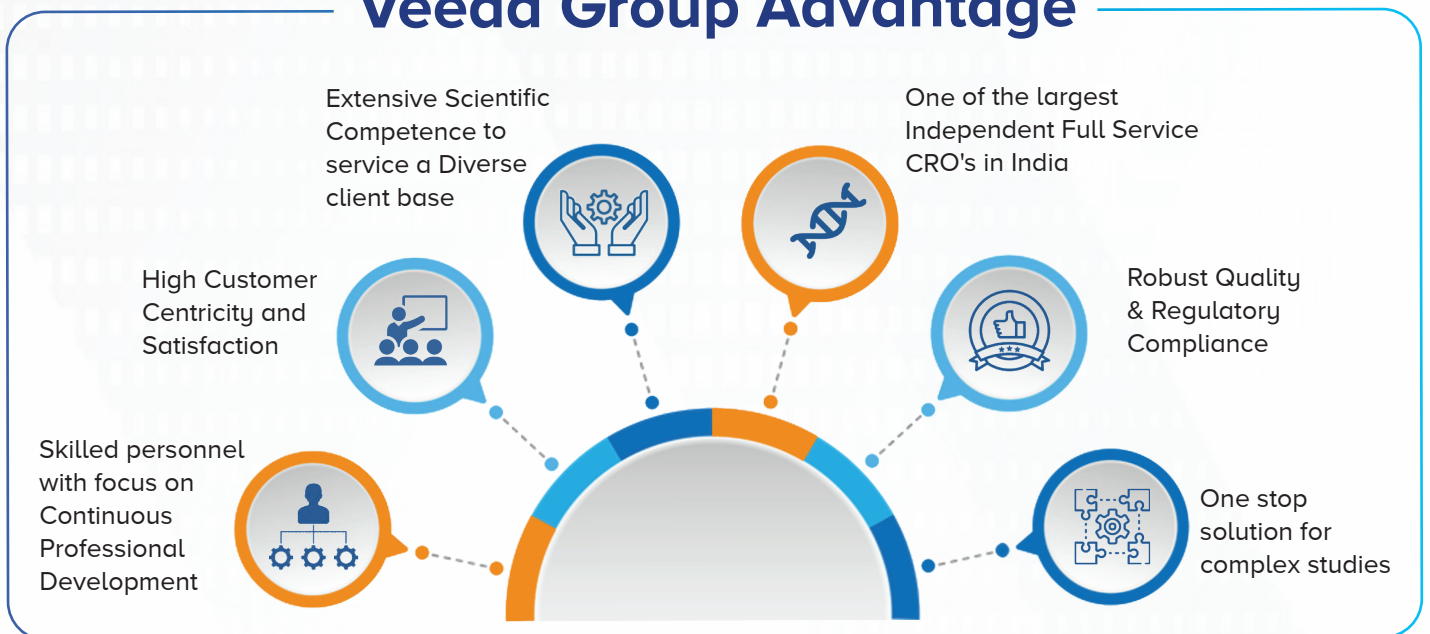 Veeda Group Advantage
Extensive Scientific
Competence to
service a Diverse
client base
One of the largest
Independent Full Service
CRO's in India
High Customer
Centricity and
Satisfaction
Robust Quality
& Regulatory
Compliance
Skilled personnel
with focus on
Continuous
Professional
Development
One stop
solution for
complex studies